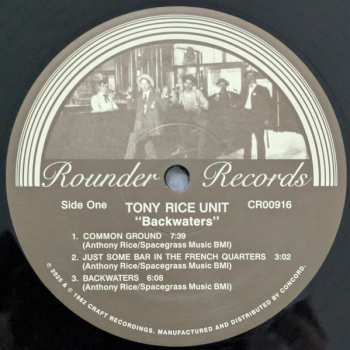 Rounder Records
Side One TONY RICE UNIT CR00916
"Backwaters"
1. COMMON GROUND 7:39
(Anthony Rice/Spacegrass Music BMI)
2. JUST SOME BAR IN THE FRENCH QUARTERS 3:02
(Anthony Rice/Spacegrass Music BMI)
3. BACKWATERS 6:08
(Anthony Rice/Spacegrass Music BMI)
& ℗ 1982 CRAFT RECORDINGS. MANUFACTURED AND DISTRIBUTED BY CONCORD.